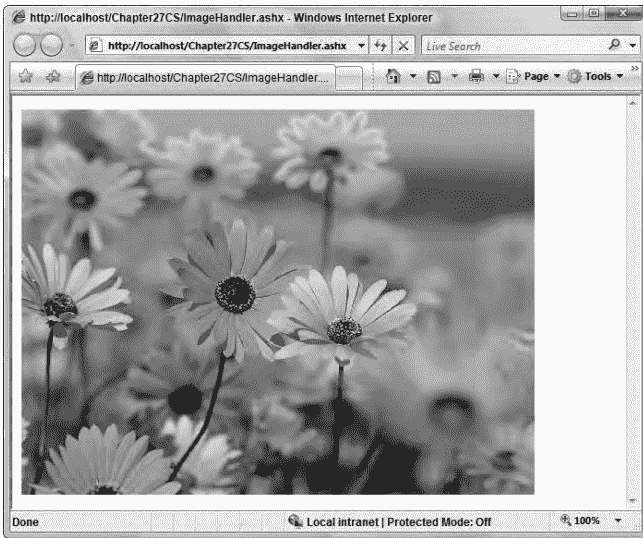 http://localhost/Chapter27CS/ImageHandler.ashx - Windows Internet Explorer
http://localhost/Chapter27CS/ImageHandler.ashx
Live Search
http://localhost/Chapter27CS/ImageHandler....
Page
Tools
Done
Local intranet | Protected Mode: Off
100%